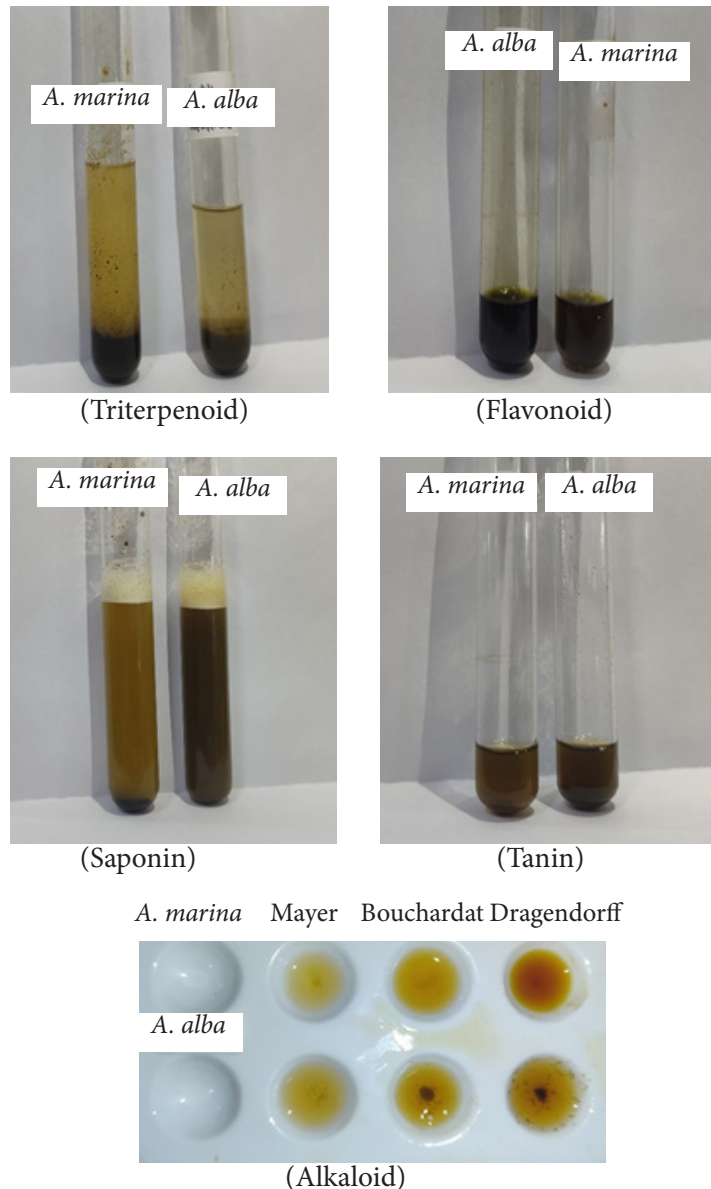 A. marina A. alba
A. alba A. marina
(Triterpenoid) (Flavonoid)
A. marina A. alba
A. marina A. alba
(Saponin) (Tanin)
A. marina Mayer Bouchardat Dragendorff
A. alba
(Alkaloid)